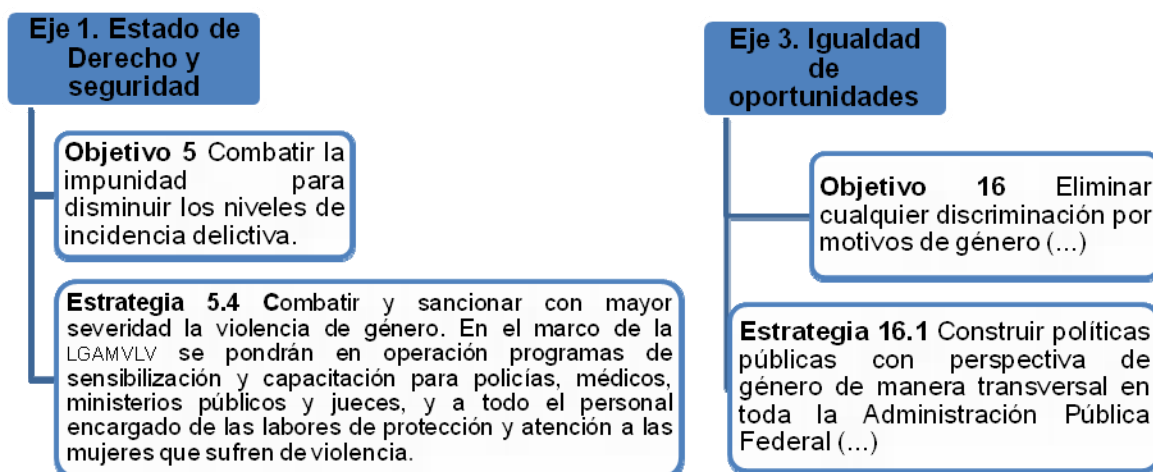 Eje 1. Estado de
Derecho y
seguridad
Objetivo 5 Combatir la
impunidad para
disminuir los niveles de
incidencia delictiva.
Estrategia 5.4 Combatir y sancionar con mayor
severidad la violencia de género. En el marco de la
LGAMVLV se pondrán en operación programas de
sensibilización y capacitación para policías, médicos,
ministerios públicos y jueces, y a todo el personal
encargado de las labores de protección y atención a las
mujeres que sufren de violencia.
Eje 3. Igualdad
de
oportunidades
Objetivo 16 Eliminar
cualquier discriminación por
motivos de género (...)
Estrategia 16.1 Construir políticas
públicas con perspectiva de
género de manera transversal en
toda la Administración Pública
Federal (...)